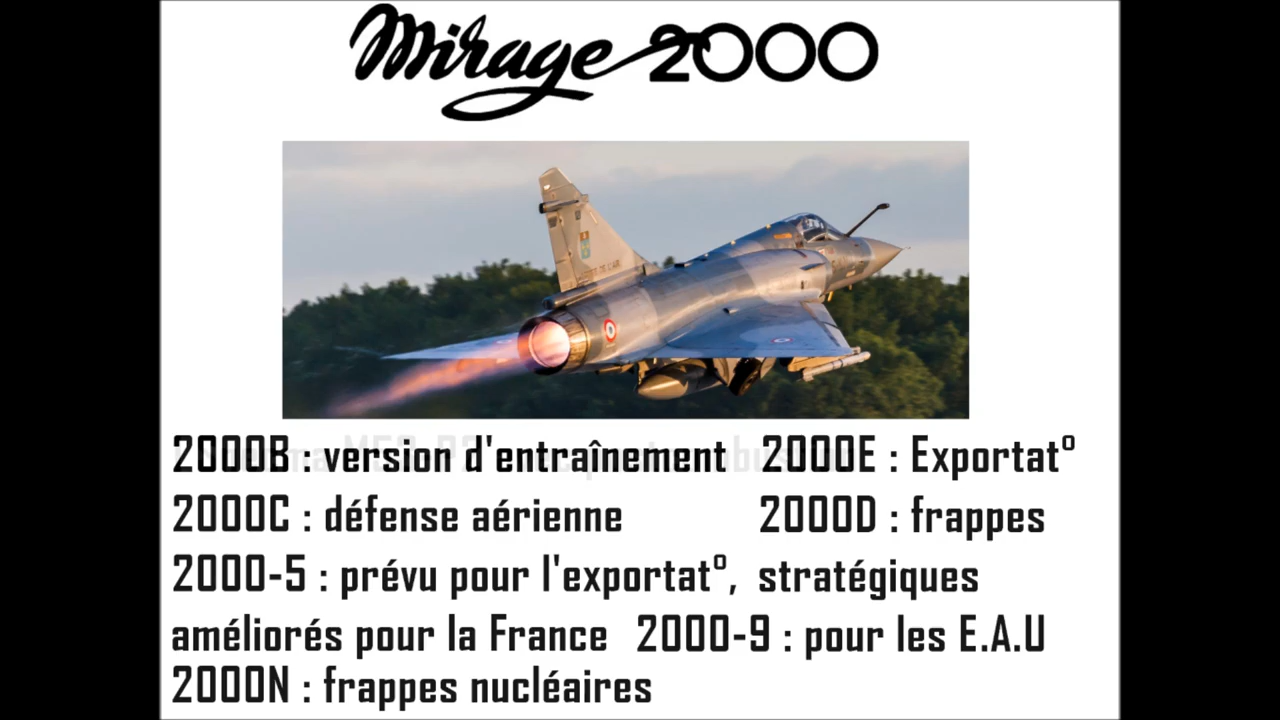 Mirage 2000
2000B : version d'entraînement 2000E : Exportat°
2000C : défense aérienne 2000D : frappes
2000-5 : prévu pour l'exportat°, stratégiques
améliorés pour la France 2000-9 : pour les E.A.U
2000N : frappes nucléaires